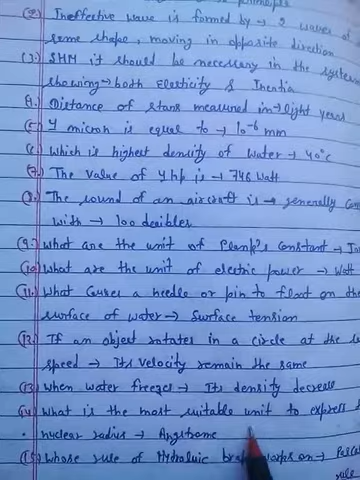 principle
(2.) Ineffective wave is formed by → 2 waves of
same shape, moving in opposite direction
(3.) SHM it should be necessary in the system
showing → both Elasticity & Inertia
4. Distance of stars measured in → light years
(5.) 1 micron is equal to → 10⁻⁶ mm
6. Which is highest density of water → 4°C
(7.) The value of 1 hp is → 746 Watt
8. The sound of an aircraft is → generally
with → 100 decibles
(9.) What are the unit of Plank's Constant →
(10.) What are the unit of electric power → Watt
(11.) What Causes a needle or pin to float on the
surface of water → Surface tension
(12.) If an object rotates in a circle at the
speed → Its velocity remain the same
(13) When water freezes → Its density decrease
(14) What is the most suitable unit to express
nuclear radius → Angstrome
(15) Whose rule of Hydraulic works on →
rule